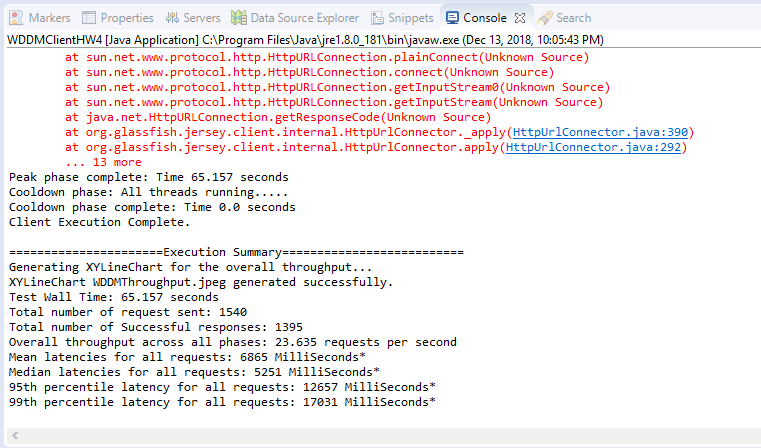 Markers Properties Servers Data Source Explorer Snippets Console Search
WDDMClientHW4 [Java Application] C:\Program Files\Java\jre1.8.0_181\bin\javaw.exe (Dec 13, 2018, 10:05:43 PM)
at sun.net.www.protocol.http.HttpURLConnection.plainConnect(Unknown Source)
at sun.net.www.protocol.http.HttpURLConnection.connect(Unknown Source)
at sun.net.www.protocol.http.HttpURLConnection.getInputStream0(Unknown Source)
at sun.net.www.protocol.http.HttpURLConnection.getInputStream(Unknown Source)
at java.net.HttpURLConnection.getResponseCode(Unknown Source)
at org.glassfish.jersey.client.internal.HttpUrlConnector._apply(HttpUrlConnector.java:390)
at org.glassfish.jersey.client.internal.HttpUrlConnector.apply(HttpUrlConnector.java:292)
... 13 more
Peak phase complete: Time 65.157 seconds
Cooldown phase: All threads running.....
Cooldown phase complete: Time 0.0 seconds
Client Execution Complete.
======================Execution Summary==========================
Generating XYLineChart for the overall throughput...
XYLineChart WDDMThroughput.jpeg generated successfully.
Test Wall Time: 65.157 seconds
Total number of request sent: 1540
Total number of Successful responses: 1395
Overall throughput across all phases: 23.635 requests per second
Mean latencies for all requests: 6865 MilliSeconds*
Median latencies for all requests: 5251 MilliSeconds*
95th percentile latency for all requests: 12657 MilliSeconds*
99th percentile latency for all requests: 17031 MilliSeconds*